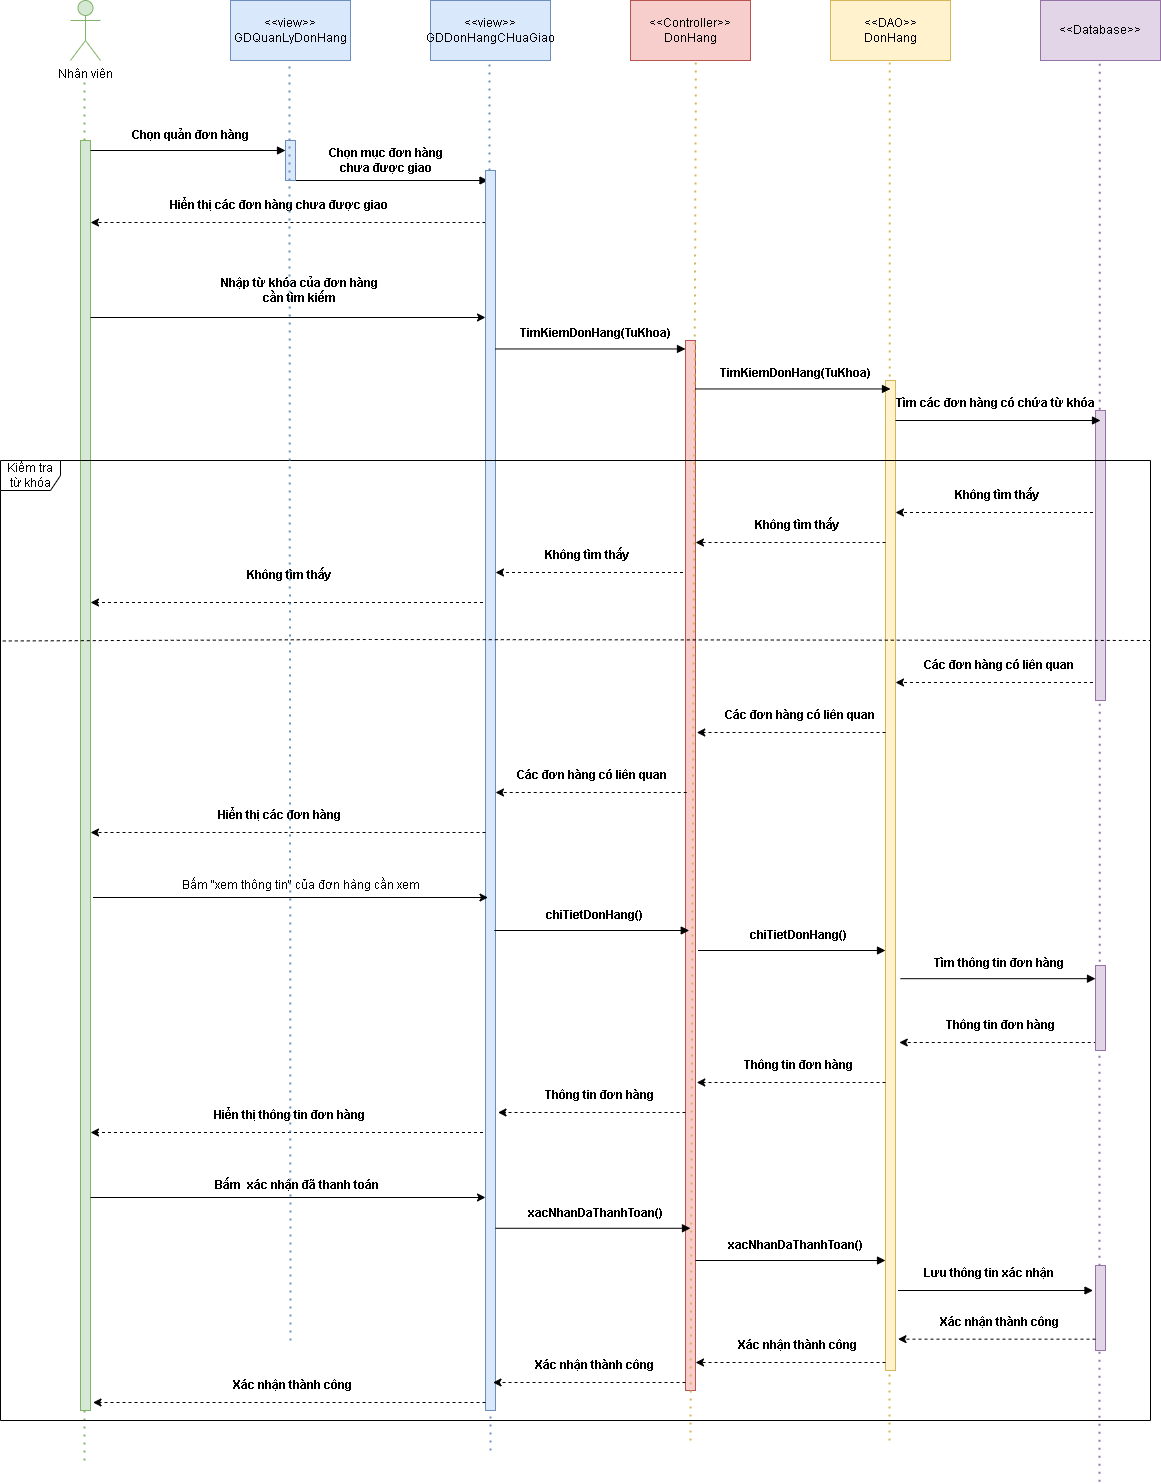 <<view>>
GDQuanLyDonHang
<<view>>
GDDonHangCHuaGiao
<<Controller>>
DonHang
<<DAO>>
DonHang
<<Database>>
Nhân viên
Chọn quản đơn hàng
Chọn mục đơn hàng
chưa được giao
Hiển thị các đơn hàng chưa được giao
Nhập từ khóa của đơn hàng
cần tìm kiếm
TimKiemDonHang(TuKhoa)
TimKiemDonHang(TuKhoa)
Tìm các đơn hàng có chứa từ khóa
Kiểm tra
từ khóa
Không tìm thấy
Không tìm thấy
Không tìm thấy
Không tìm thấy
Các đơn hàng có liên quan
Các đơn hàng có liên quan
Các đơn hàng có liên quan
Hiển thị các đơn hàng
Bấm "xem thông tin" của đơn hàng cần xem
chiTietDonHang()
chiTietDonHang()
Tìm thông tin đơn hàng
Thông tin đơn hàng
Thông tin đơn hàng
Thông tin đơn hàng
Hiển thị thông tin đơn hàng
Bấm  xác nhận đã thanh toán
xacNhanDaThanhToan()
xacNhanDaThanhToan()
Lưu thông tin xác nhận
Xác nhận thành công
Xác nhận thành công
Xác nhận thành công
Xác nhận thành công